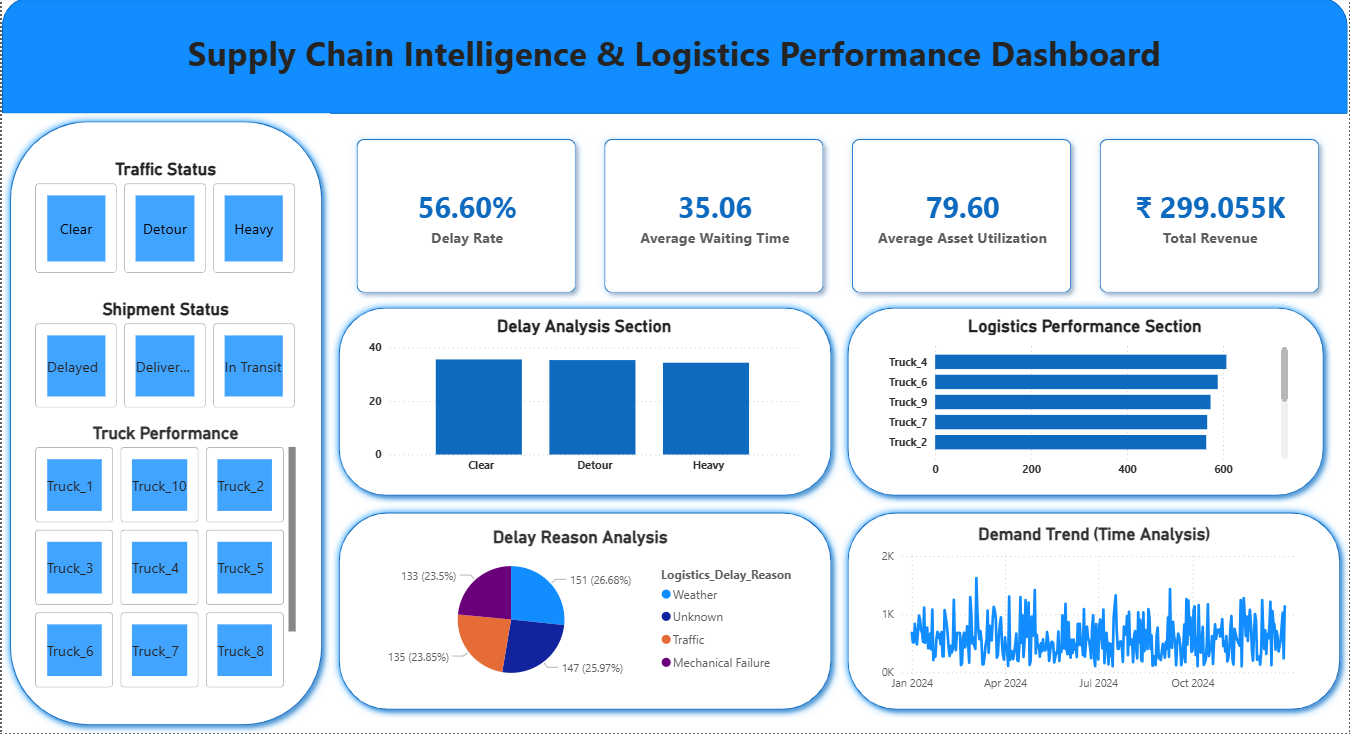 Supply Chain Intelligence & Logistics Performance Dashboard
Traffic Status
Clear
Detour
Heavy
Shipment Status
Delayed
Deliver...
In Transit
Truck Performance
Truck_1
Truck_10
Truck_2
Truck_3
Truck_4
Truck_5
Truck_6
Truck_7
Truck_8
56.60%
Delay Rate
35.06
Average Waiting Time
79.60
Average Asset Utilization
₹ 299.055K
Total Revenue
Delay Analysis Section
40
20
0
Clear
Detour
Heavy
Logistics Performance Section
Truck_4
Truck_6
Truck_9
Truck_7
Truck_2
0
200
400
600
Delay Reason Analysis
133 (23.5%)
151 (26.68%)
135 (23.85%)
147 (25.97%)
Logistics_Delay_Reason
Weather
Unknown
Traffic
Mechanical Failure
Demand Trend (Time Analysis)
2K
1K
0K
Jan 2024
Apr 2024
Jul 2024
Oct 2024